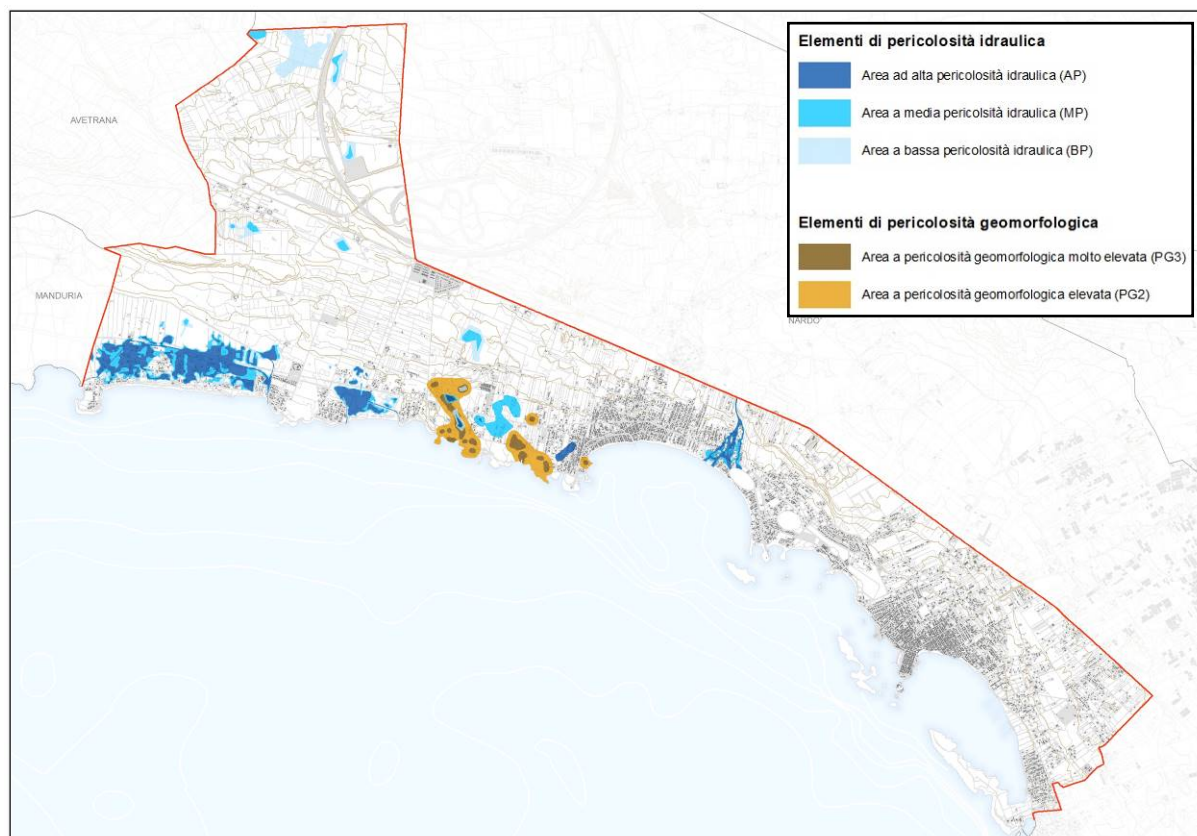 Elementi di pericolosità idraulica
Area ad alta pericolosità idraulica (AP)
Area a media pericolsità idraulica (MP)
Area a bassa pericolosità idraulica (BP)
Elementi di pericolosità geomorfologica
Area a pericolosità geomorfologica molto elevata (PG3)
Area a pericolosità geomorfologica elevata (PG2)
AVETRANA
MANDURIA
NARDO'